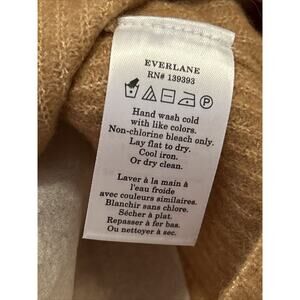 EVERLANE
RN# 139393
Hand wash cold
with like colors.
Non-chlorine bleach only.
Lay flat to dry.
Cool iron.
Or dry clean.
Laver à la main à
l'eau froide
avec couleurs similaires.
Blanchir sans chlore.
Sécher à plat.
Repasser à fer bas.
Ou nettoyer à sec.